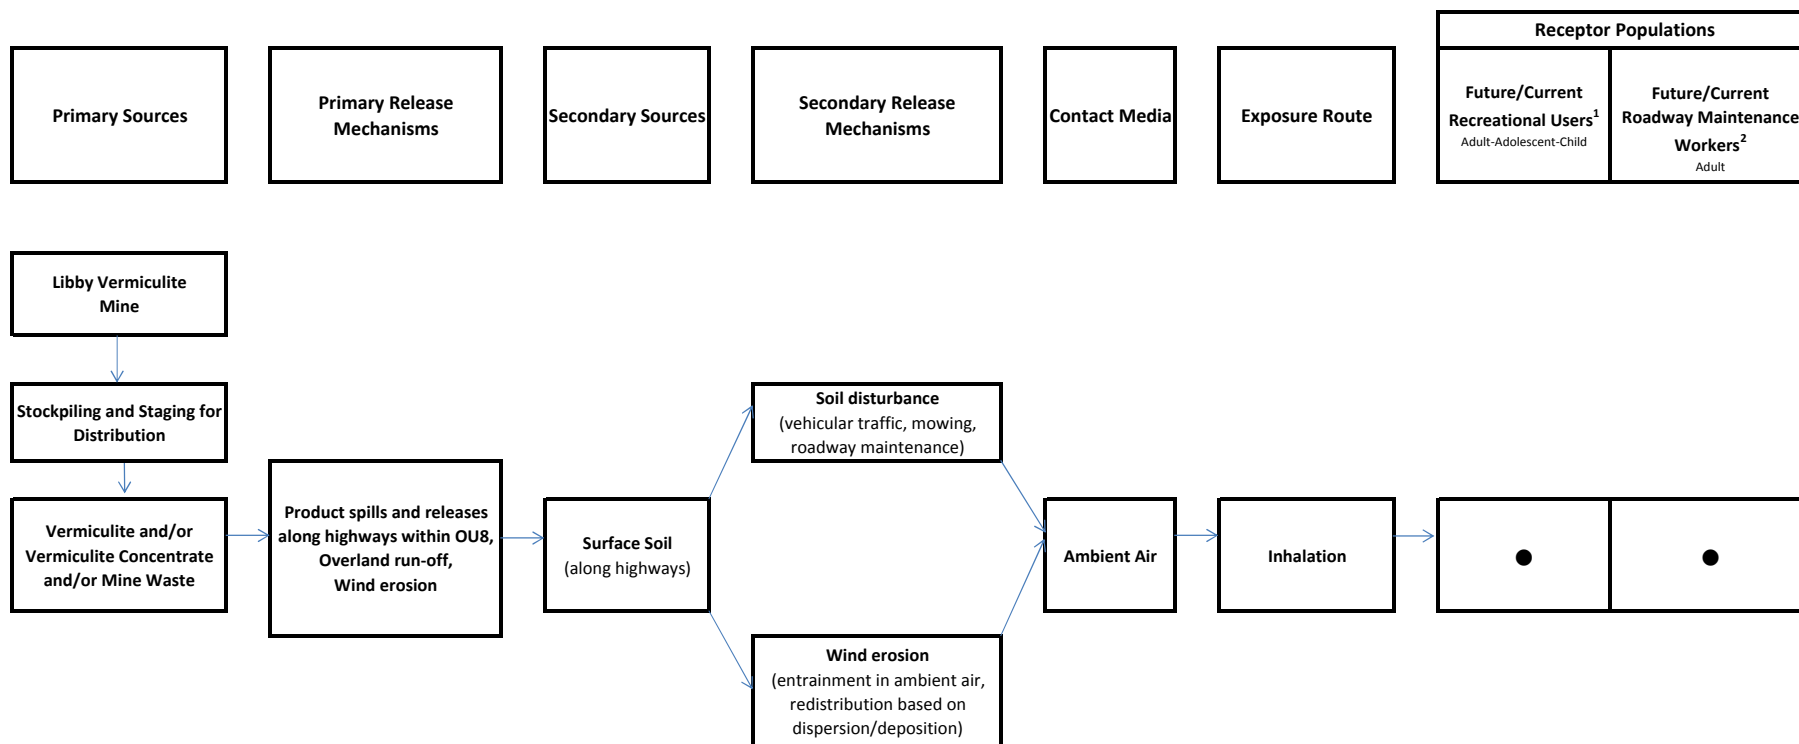 Receptor Populations
Primary Sources
Primary Release
Mechanisms
Secondary Sources
Secondary Release
Mechanisms
Contact Media
Exposure Route
Future/Current
Recreational Users1
Adult-Adolescent-Child
Future/Current
Roadway Maintenance
Workers2
Adult
Libby Vermiculite
Mine
Stockpiling and Staging for
Distribution
Vermiculite and/or
Vermiculite Concentrate
and/or Mine Waste
Product spills and releases
along highways within OU8,
Overland run-off,
Wind erosion
Surface Soil
(along highways)
Soil disturbance
(vehicular traffic, mowing,
roadway maintenance)
Wind erosion
(entrainment in ambient air,
redistribution based on
dispersion/deposition)
Ambient Air
Inhalation